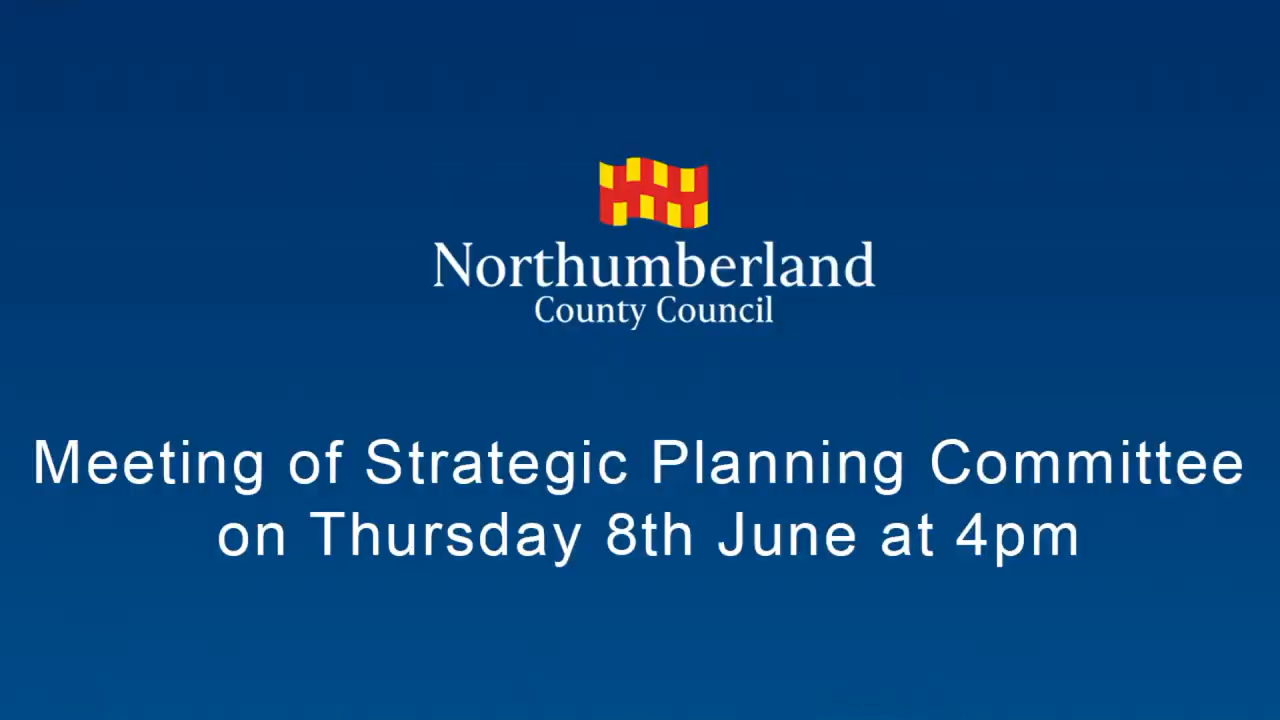 Northumberland
County Council
Meeting of Strategic Planning Committee
on Thursday 8th June at 4pm